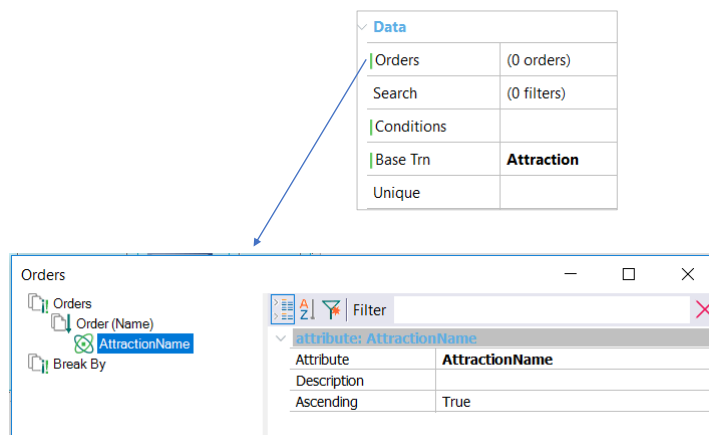 Data
Orders (0 orders)
Search (0 filters)
Conditions
Base Trn Attraction
Unique
Orders
Orders
Order (Name)
AttractionName
Break By
Filter
attribute: AttractionName
Attribute AttractionName
Description
Ascending True